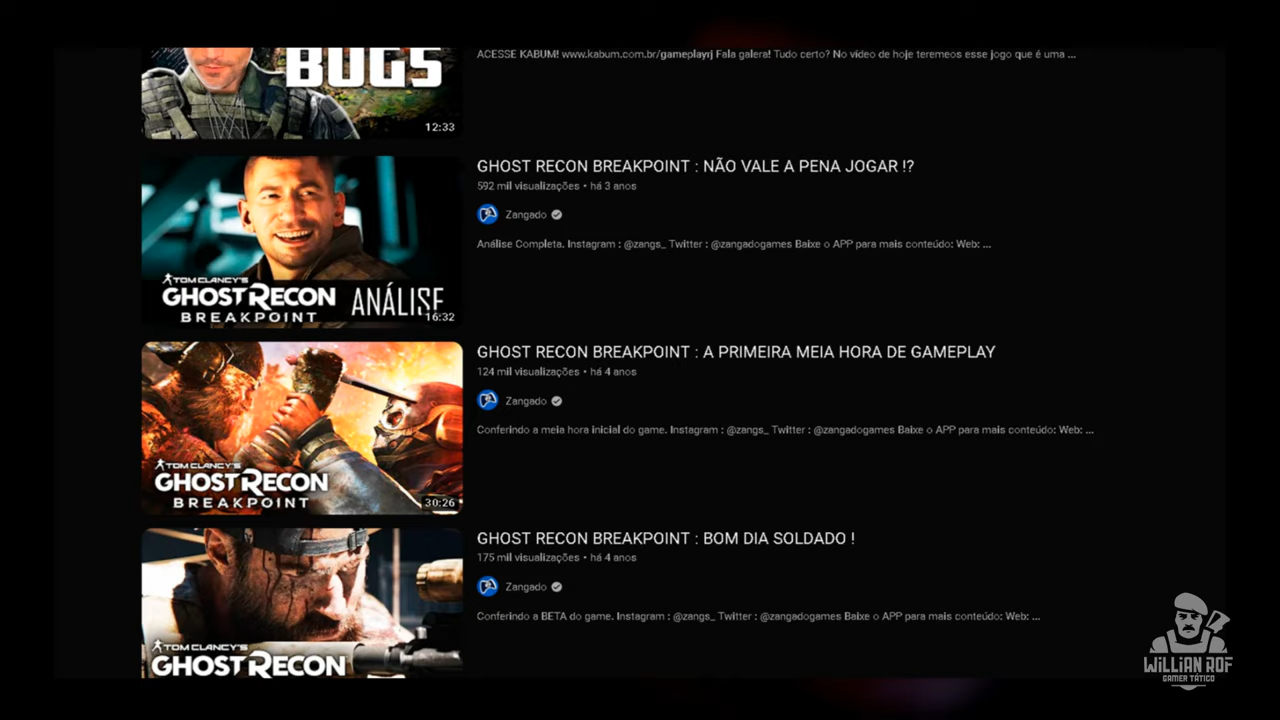 BUGS
12:33
ACESSE KABUM! www.kabum.com.br/gameplayrj Fala galera! Tudo certo? No vídeo de hoje teremeos esse jogo que é uma ...
TOM CLANCY'S
GHOST RECON
BREAKPOINT
ANÁLISE
16:32
GHOST RECON BREAKPOINT : NÃO VALE A PENA JOGAR !?
592 mil visualizações • há 3 anos
Zangado
Análise Completa. Instagram : @zangs_ Twitter : @zangadogames Baixe o APP para mais conteúdo: Web: ...
TOM CLANCY'S
GHOST RECON
BREAKPOINT
30:26
GHOST RECON BREAKPOINT : A PRIMEIRA MEIA HORA DE GAMEPLAY
124 mil visualizações • há 4 anos
Zangado
Conferindo a meia hora inicial do game. Instagram : @zangs_ Twitter : @zangadogames Baixe o APP para mais conteúdo: Web: ...
TOM CLANCY'S
GHOST RECON
GHOST RECON BREAKPOINT : BOM DIA SOLDADO !
175 mil visualizações • há 4 anos
Zangado
Conferindo a BETA do game. Instagram : @zangs_ Twitter : @zangadogames Baixe o APP para mais conteúdo: Web: ...
WILLIAN ROF
GAMER TÁTICO